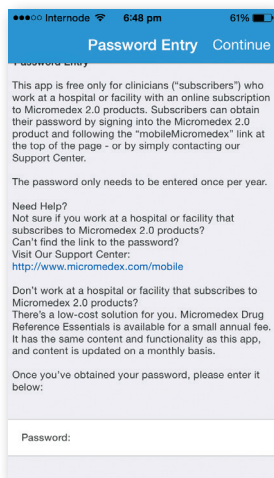 Internode 6:48 pm 61%
Password Entry Continue
Password Entry
This app is free only for clinicians (“subscribers”) who
work at a hospital or facility with an online subscription
to Micromedex 2.0 products. Subscribers can obtain
their password by signing into the Micromedex 2.0
product and following the “mobileMicromedex” link at
the top of the page - or by simply contacting our
Support Center.
The password only needs to be entered once per year.
Need Help?
Not sure if you work at a hospital or facility that
subscribes to Micromedex 2.0 products?
Can’t find the link to the password?
Visit Our Support Center:
http://www.micromedex.com/mobile
Don’t work at a hospital or facility that subscribes to
Micromedex 2.0 products?
There’s a low-cost solution for you. Micromedex Drug
Reference Essentials is available for a small annual fee.
It has the same content and functionality as this app,
and content is updated on a monthly basis.
Once you’ve obtained your password, please enter it
below:
Password: